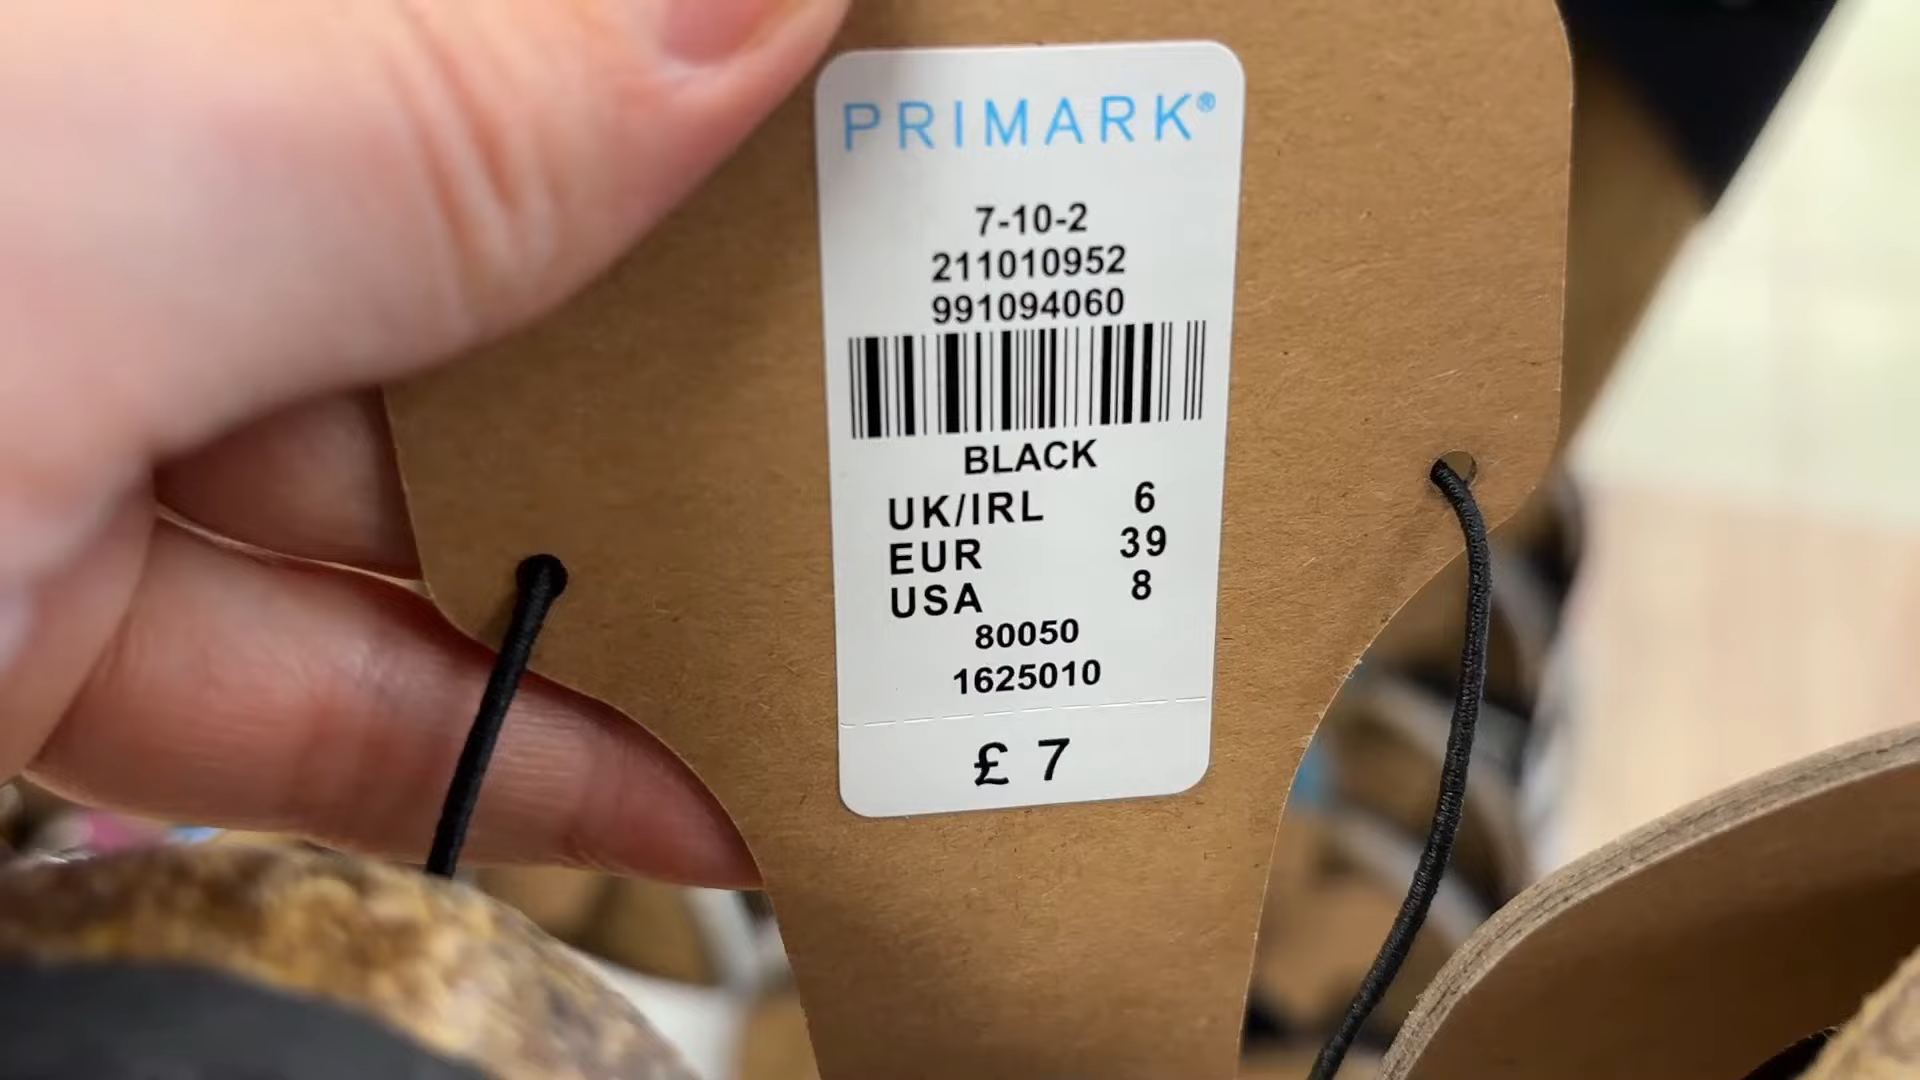 PRIMARK®
7-10-2
211010952
991094060
BLACK
UK/IRL 6
EUR 39
USA 8
80050
1625010
£ 7